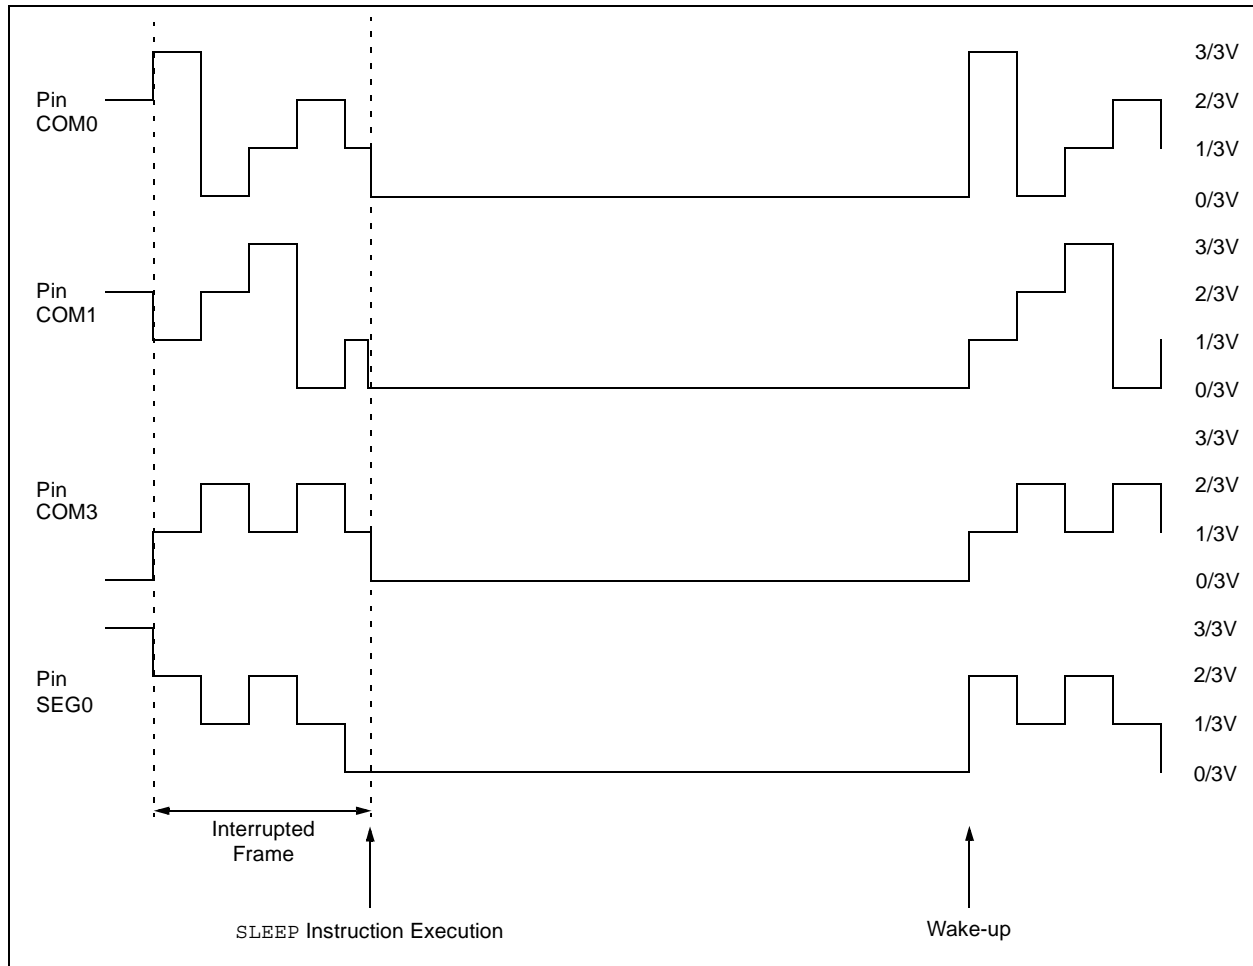 3/3V
Pin
COM0
2/3V
1/3V
0/3V
3/3V
Pin
COM1
2/3V
1/3V
0/3V
3/3V
Pin
COM3
2/3V
1/3V
0/3V
3/3V
Pin
SEG0
2/3V
1/3V
0/3V
Interrupted
Frame
SLEEP Instruction Execution
Wake-up